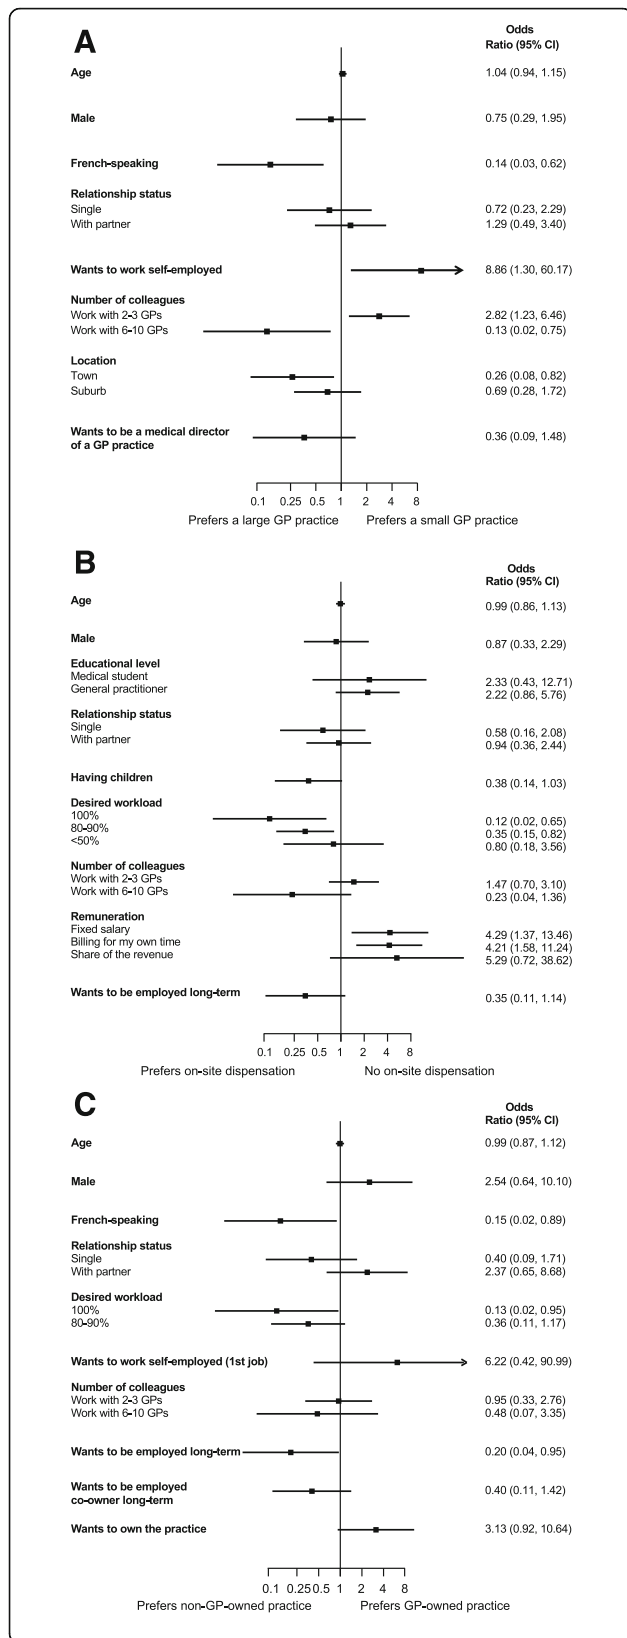 A
Odds
Ratio (95% CI)
Age 1.04 (0.94, 1.15)
Male 0.75 (0.29, 1.95)
French-speaking 0.14 (0.03, 0.62)
Relationship status
Single 0.72 (0.23, 2.29)
With partner 1.29 (0.49, 3.40)
Wants to work self-employed 8.86 (1.30, 60.17)
Number of colleagues
Work with 2-3 GPs 2.82 (1.23, 6.46)
Work with 6-10 GPs 0.13 (0.02, 0.75)
Location
Town 0.26 (0.08, 0.82)
Suburb 0.69 (0.28, 1.72)
Wants to be a medical director
of a GP practice 0.36 (0.09, 1.48)
0.1 0.25 0.5 1 2 4 8
Prefers a large GP practice Prefers a small GP practice
B
Odds
Ratio (95% CI)
Age 0.99 (0.86, 1.13)
Male 0.87 (0.33, 2.29)
Educational level
Medical student 2.33 (0.43, 12.71)
General practitioner 2.22 (0.86, 5.76)
Relationship status
Single 0.58 (0.16, 2.08)
With partner 0.94 (0.36, 2.44)
Having children 0.38 (0.14, 1.03)
Desired workload
100% 0.12 (0.02, 0.65)
80-90% 0.35 (0.15, 0.82)
<50% 0.80 (0.18, 3.56)
Number of colleagues
Work with 2-3 GPs 1.47 (0.70, 3.10)
Work with 6-10 GPs 0.23 (0.04, 1.36)
Remuneration
Fixed salary 4.29 (1.37, 13.46)
Billing for my own time 4.21 (1.58, 11.24)
Share of the revenue 5.29 (0.72, 38.62)
Wants to be employed long-term 0.35 (0.11, 1.14)
0.1 0.25 0.5 1 2 4 8
Prefers on-site dispensation No on-site dispensation
C
Odds
Ratio (95% CI)
Age 0.99 (0.87, 1.12)
Male 2.54 (0.64, 10.10)
French-speaking 0.15 (0.02, 0.89)
Relationship status
Single 0.40 (0.09, 1.71)
With partner 2.37 (0.65, 8.68)
Desired workload
100% 0.13 (0.02, 0.95)
80-90% 0.36 (0.11, 1.17)
Wants to work self-employed (1st job) 6.22 (0.42, 90.99)
Number of colleagues
Work with 2-3 GPs 0.95 (0.33, 2.76)
Work with 6-10 GPs 0.48 (0.07, 3.35)
Wants to be employed long-term 0.20 (0.04, 0.95)
Wants to be employed
co-owner long-term 0.40 (0.11, 1.42)
Wants to own the practice 3.13 (0.92, 10.64)
0.1 0.25 0.5 1 2 4 8
Prefers non-GP-owned practice Prefers GP-owned practice